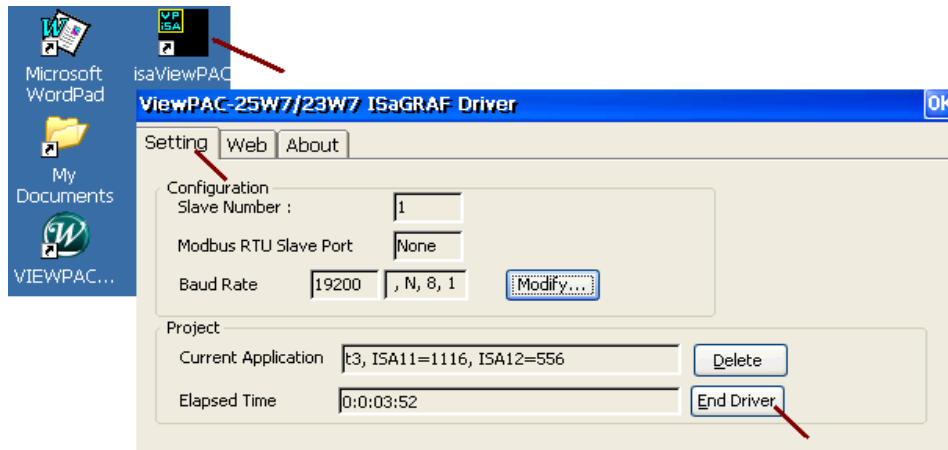 VP
iSA
Microsoft
WordPad
isaViewPAC
My
Documents
VIEWPAC...
ViewPAC-25W7/23W7 ISaGRAF Driver
OK
Setting
Web
About
Configuration
Slave Number :
1
Modbus RTU Slave Port
None
Baud Rate
19200
, N, 8, 1
Modify...
Project
Current Application
t3, ISA11=1116, ISA12=556
Delete
Elapsed Time
0:0:03:52
End Driver